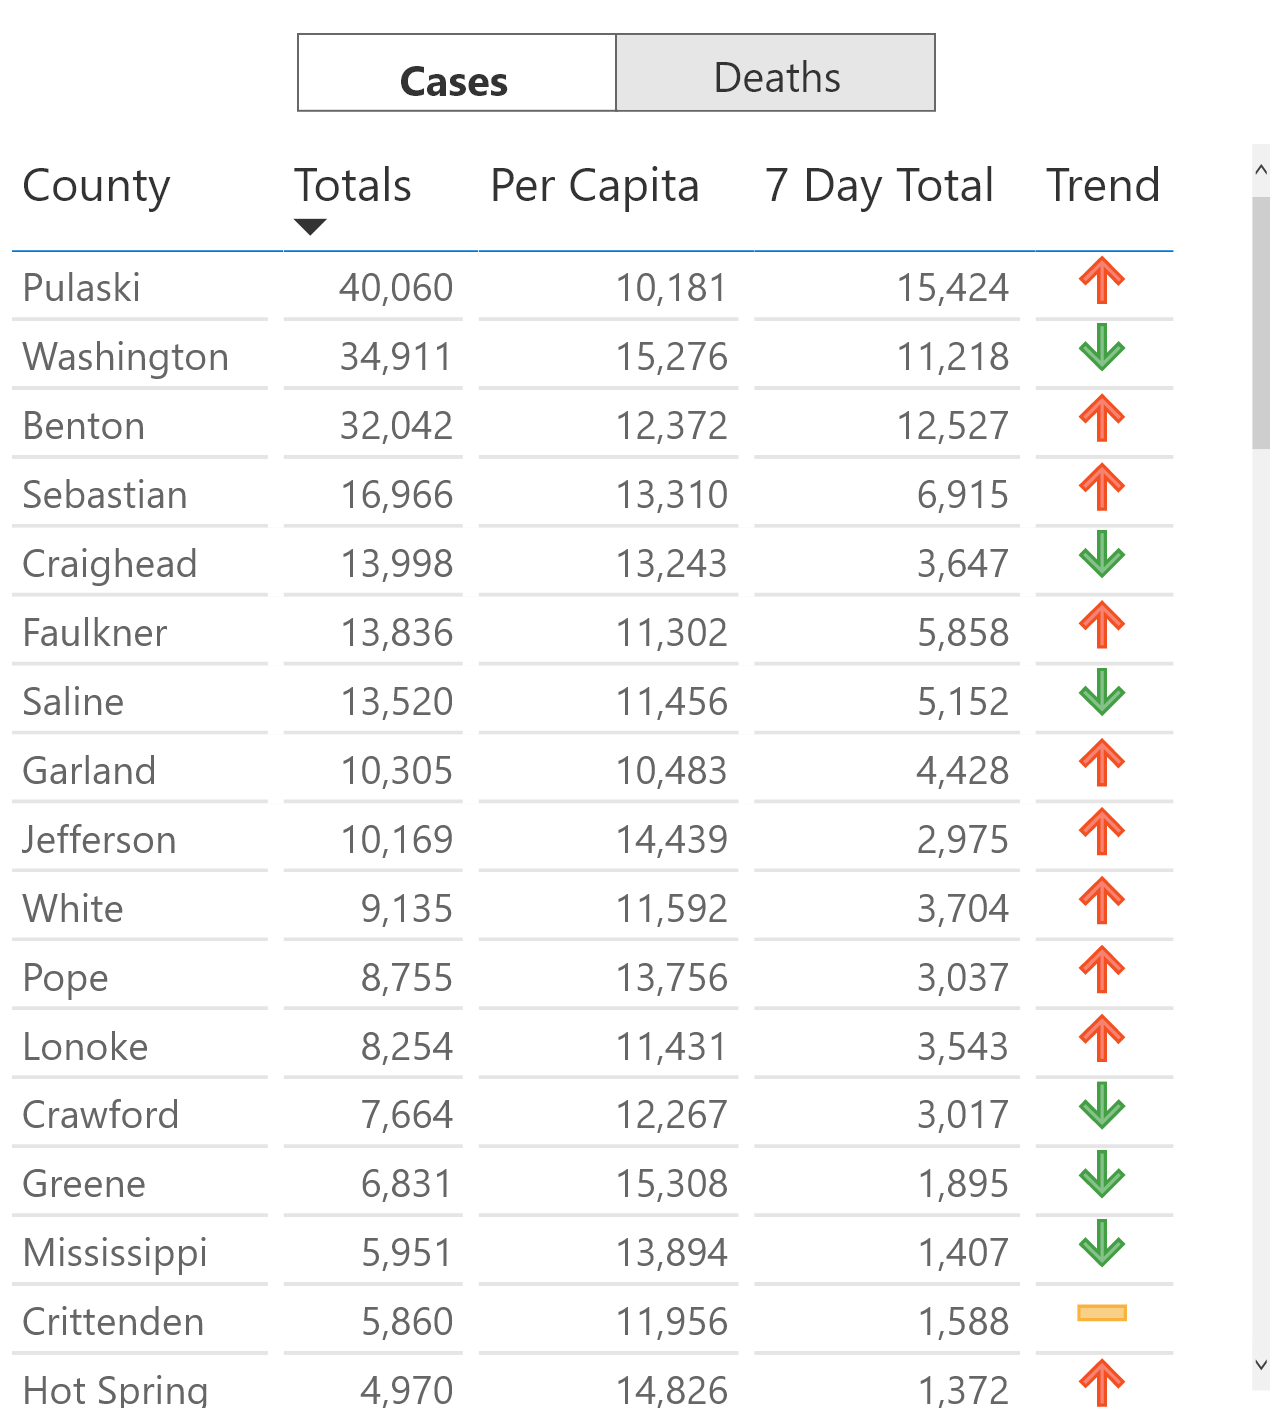 Cases Deaths
County Totals Per Capita 7 Day Total Trend
Pulaski 40,060 10,181 15,424
Washington 34,911 15,276 11,218
Benton 32,042 12,372 12,527
Sebastian 16,966 13,310 6,915
Craighead 13,998 13,243 3,647
Faulkner 13,836 11,302 5,858
Saline 13,520 11,456 5,152
Garland 10,305 10,483 4,428
Jefferson 10,169 14,439 2,975
White 9,135 11,592 3,704
Pope 8,755 13,756 3,037
Lonoke 8,254 11,431 3,543
Crawford 7,664 12,267 3,017
Greene 6,831 15,308 1,895
Mississippi 5,951 13,894 1,407
Crittenden 5,860 11,956 1,588
Hot Spring 4,970 14,826 1,372